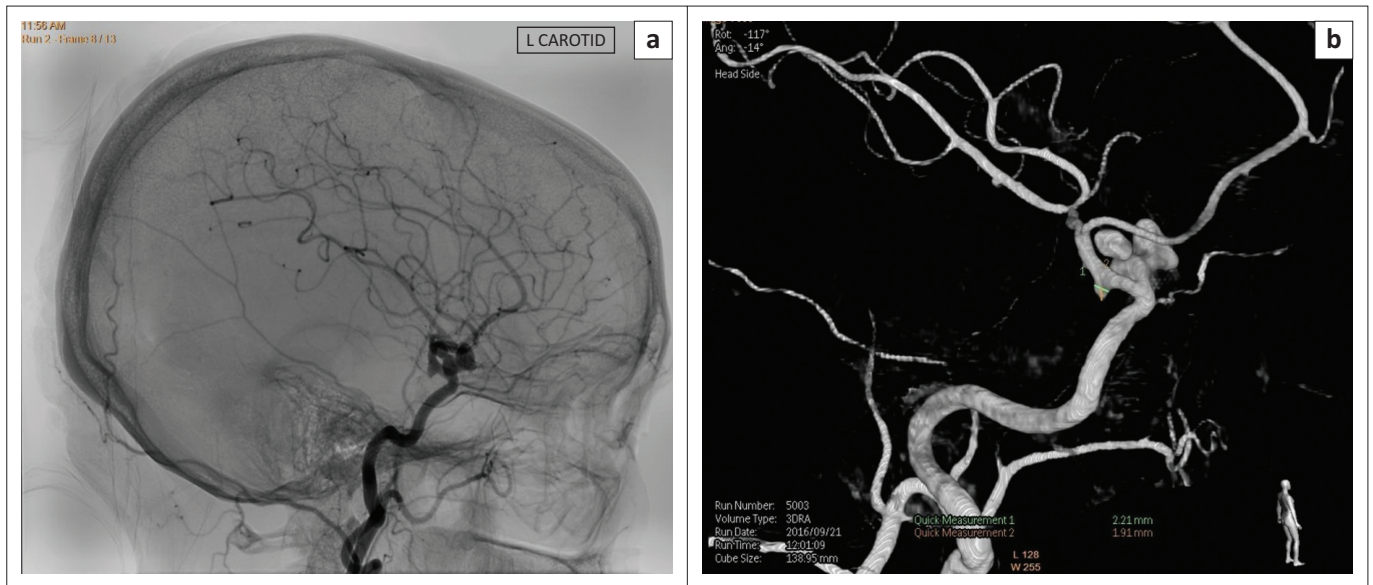 11:56 AM
Run 2 - Frame 8 / 13
L CAROTID
a
b
Rot: -117°
Ang: -14°
Head Side
1
2
Run Number: 5003
Volume Type: 3DRA
Run Date: 2016/09/21
Run Time: 12:01:09
Cube Size: 138.95 mm
Quick Measurement 1 2.21 mm
Quick Measurement 2 1.91 mm
L 128
W 255